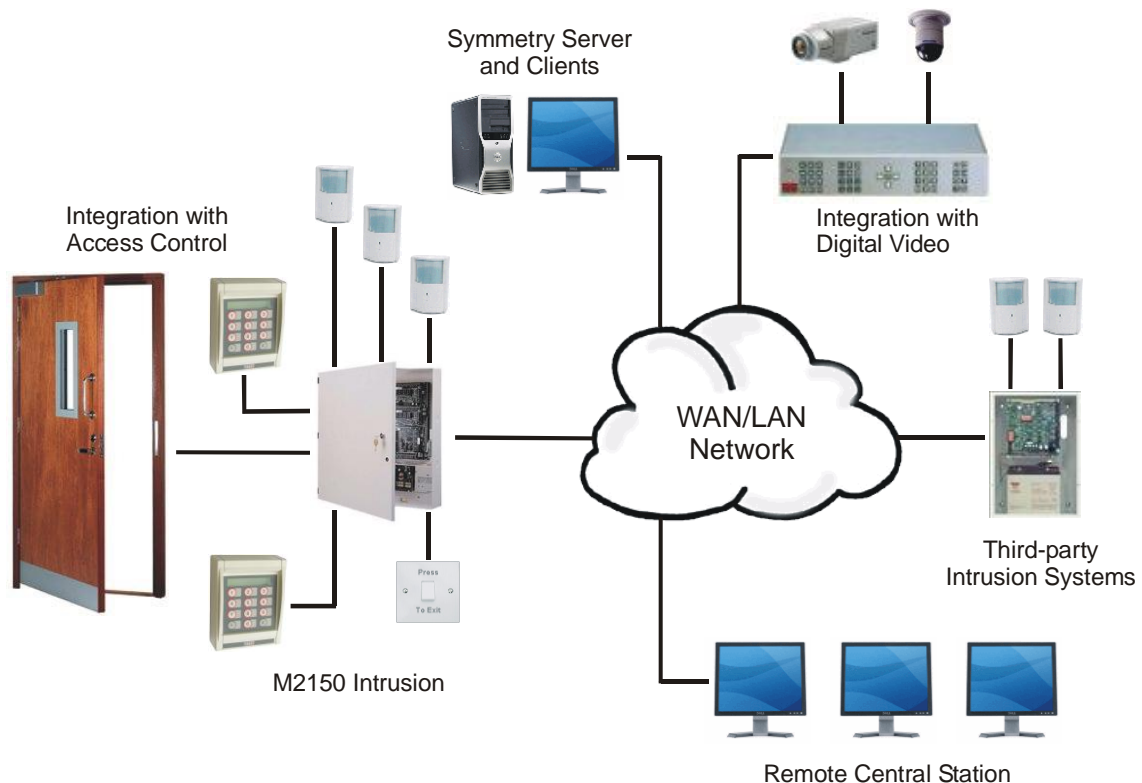 Symmetry Server
and Clients
Integration with
Access Control
Integration with
Digital Video
WAN/LAN
Network
Press
To Exit
Third-party
Intrusion Systems
M2150 Intrusion
Remote Central Station